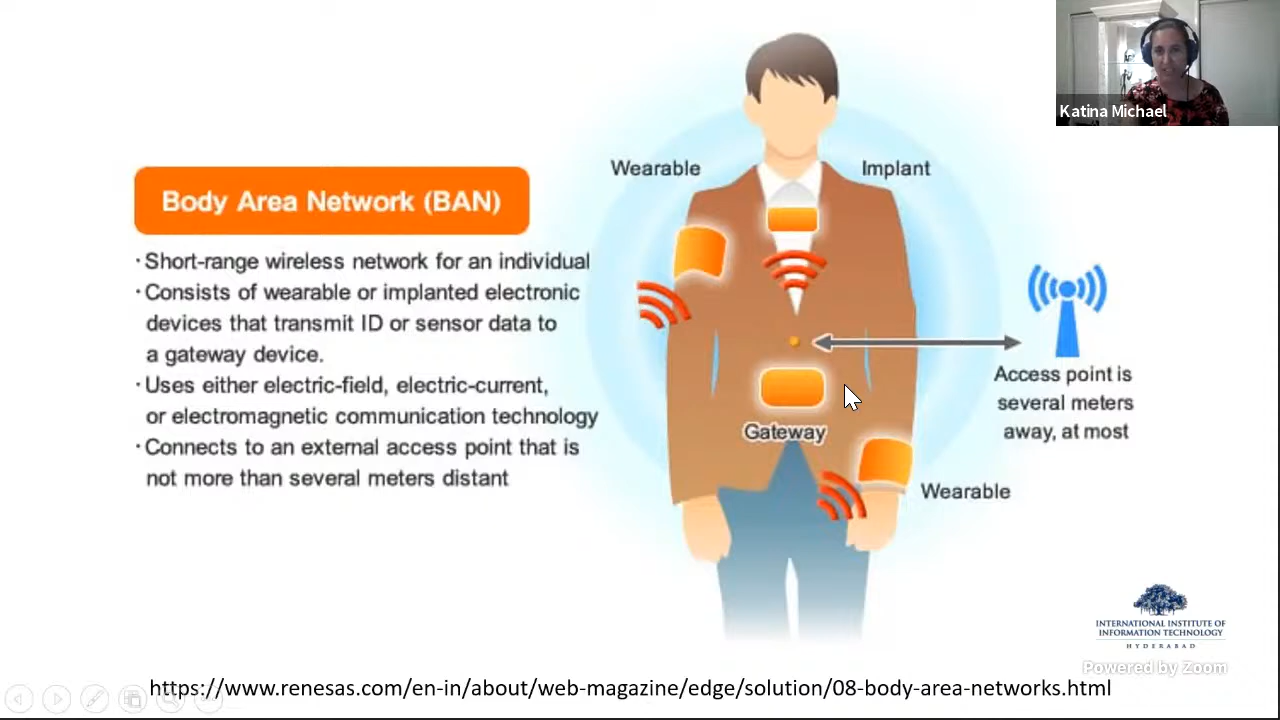 Katina Michael
Wearable
Implant
Body Area Network (BAN)
· Short-range wireless network for an individual
· Consists of wearable or implanted electronic
devices that transmit ID or sensor data to
a gateway device.
· Uses either electric-field, electric-current,
or electromagnetic communication technology
· Connects to an external access point that is
not more than several meters distant
Access point is
several meters
away, at most
Gateway
Wearable
INTERNATIONAL INSTITUTE OF
INFORMATION TECHNOLOGY
HYDERABAD
Powered by Zoom
https://www.renesas.com/en-in/about/web-magazine/edge/solution/08-body-area-networks.html